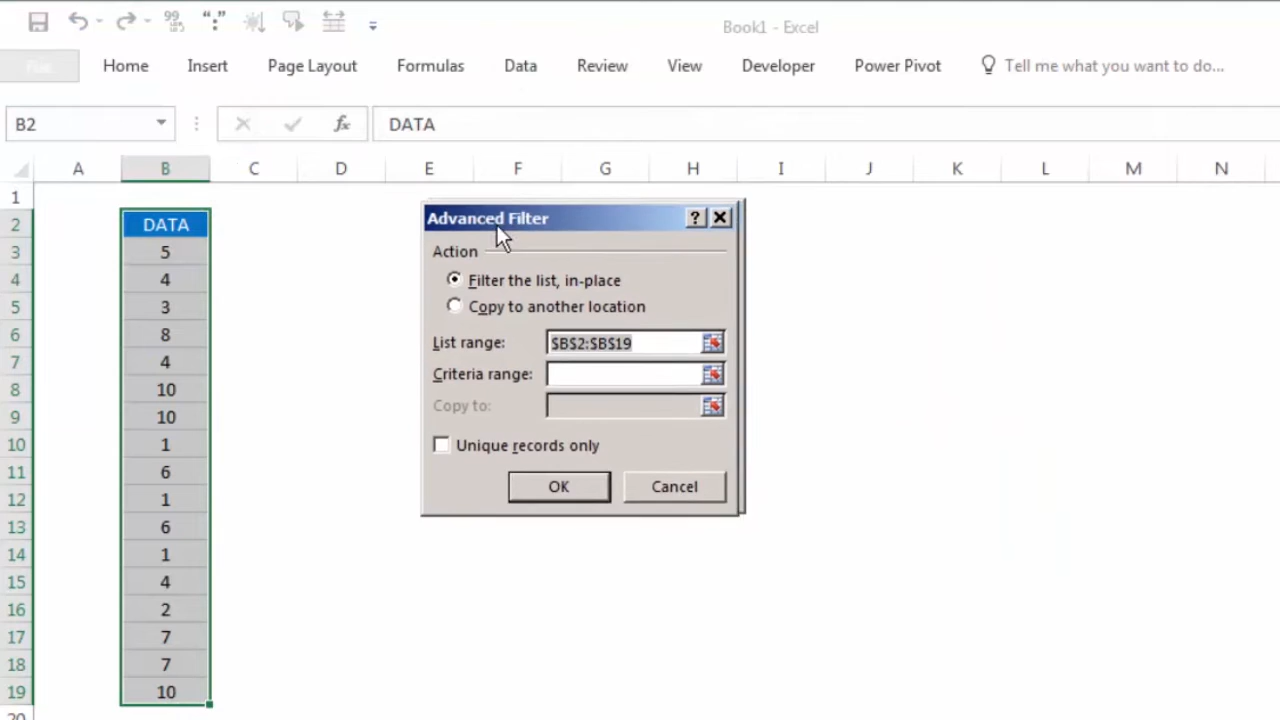 Book1 - Excel
File Home Insert Page Layout Formulas Data Review View Developer Power Pivot Tell me what you want to do...
B2 fx DATA
A B C D E F G H I J K L M N
1
2 DATA
3 5
4 4
5 3
6 8
7 4
8 10
9 10
10 1
11 6
12 1
13 6
14 1
15 4
16 2
17 7
18 7
19 10
20
Advanced Filter ?
Action
Filter the list, in-place
Copy to another location
List range: $B$2:$B$19
Criteria range:
Copy to:
Unique records only
OK Cancel